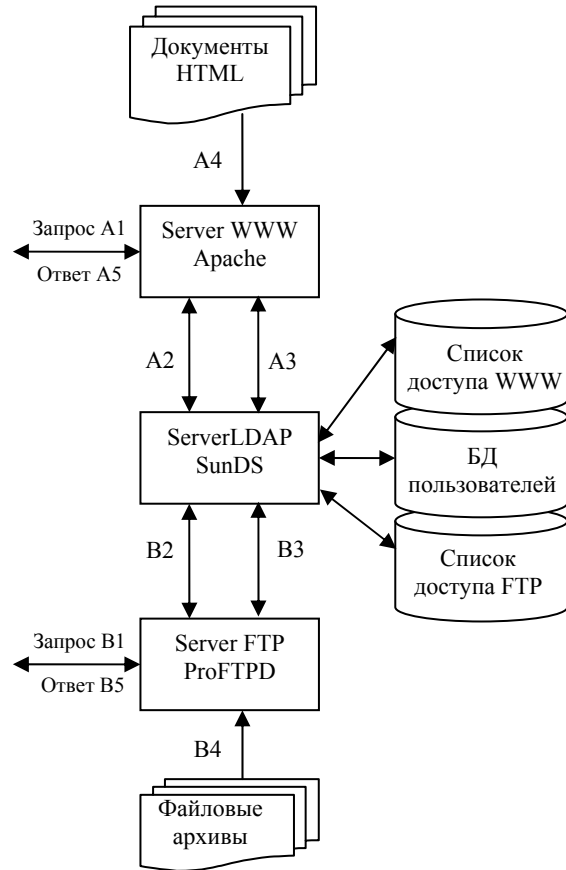 Документы
HTML
A4
Запрос A1
Ответ A5
Server WWW
Apache
A2
A3
Список
доступа WWW
ServerLDAP
SunDS
БД
пользователей
B2
B3
Список
доступа FTP
Запрос B1
Ответ B5
Server FTP
ProFTPD
B4
Файловые
архивы